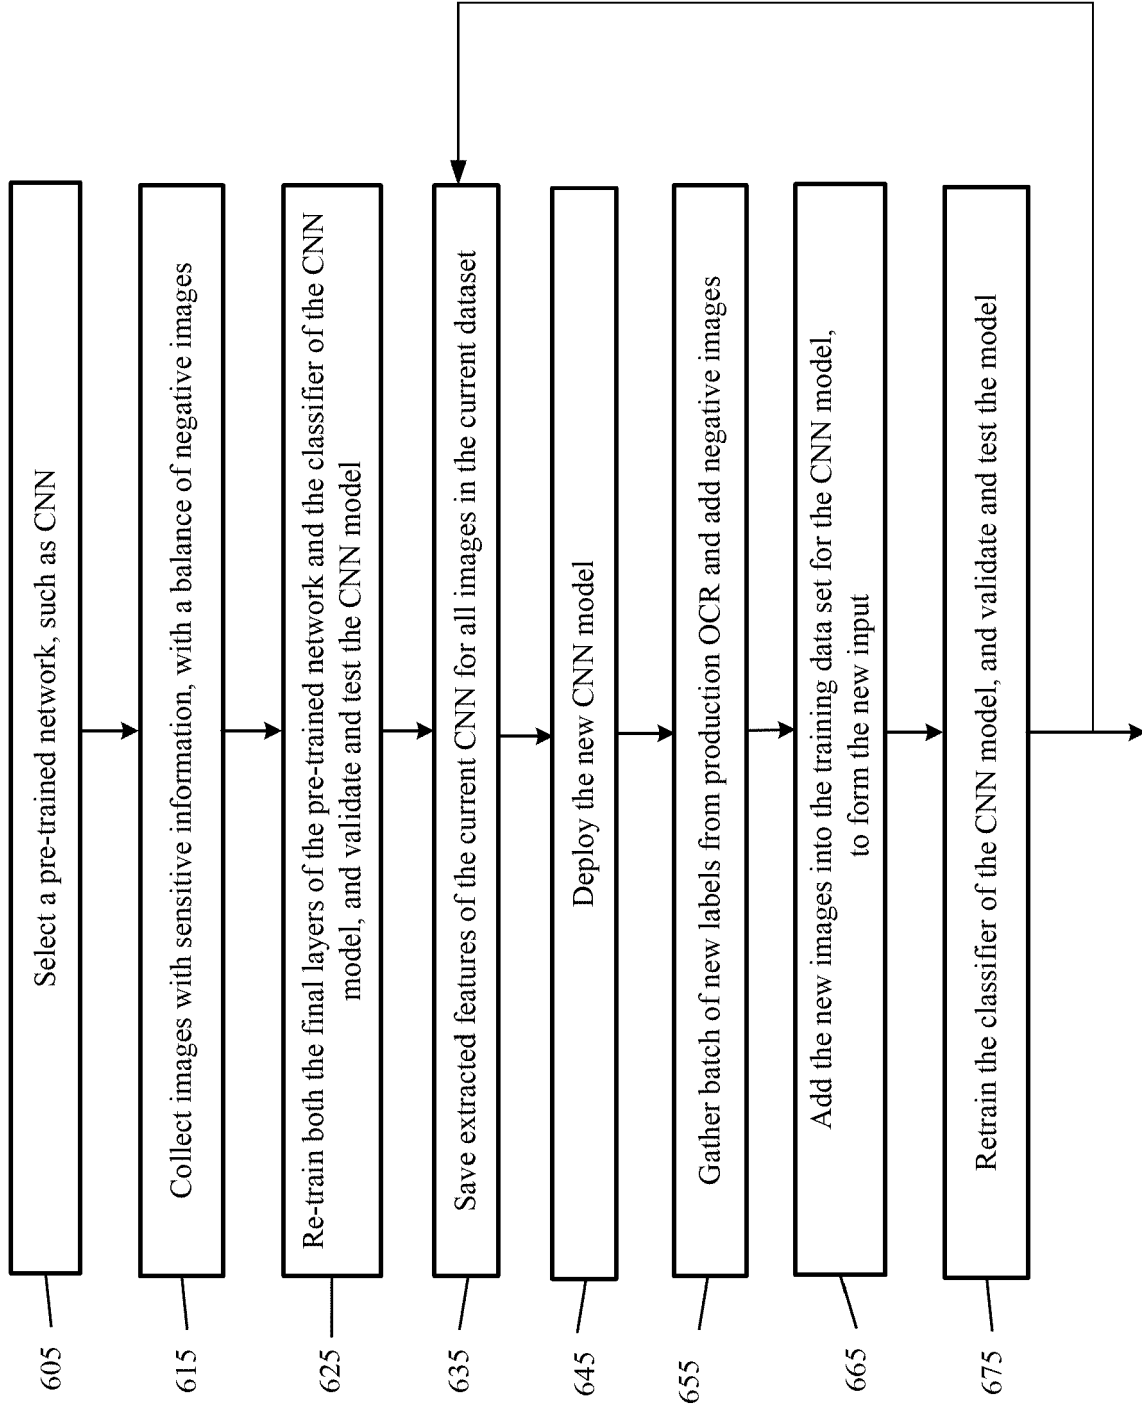 605
Select a pre-trained network, such as CNN
615
Collect images with sensitive information, with a balance of negative images
625
Re-train both the final layers of the pre-trained network and the classifier of the CNN
model, and validate and test the CNN model
635
Save extracted features of the current CNN for all images in the current dataset
645
Deploy the new CNN model
655
Gather batch of new labels from production OCR and add negative images
665
Add the new images into the training data set for the CNN model,
to form the new input
675
Retrain the classifier of the CNN model, and validate and test the model